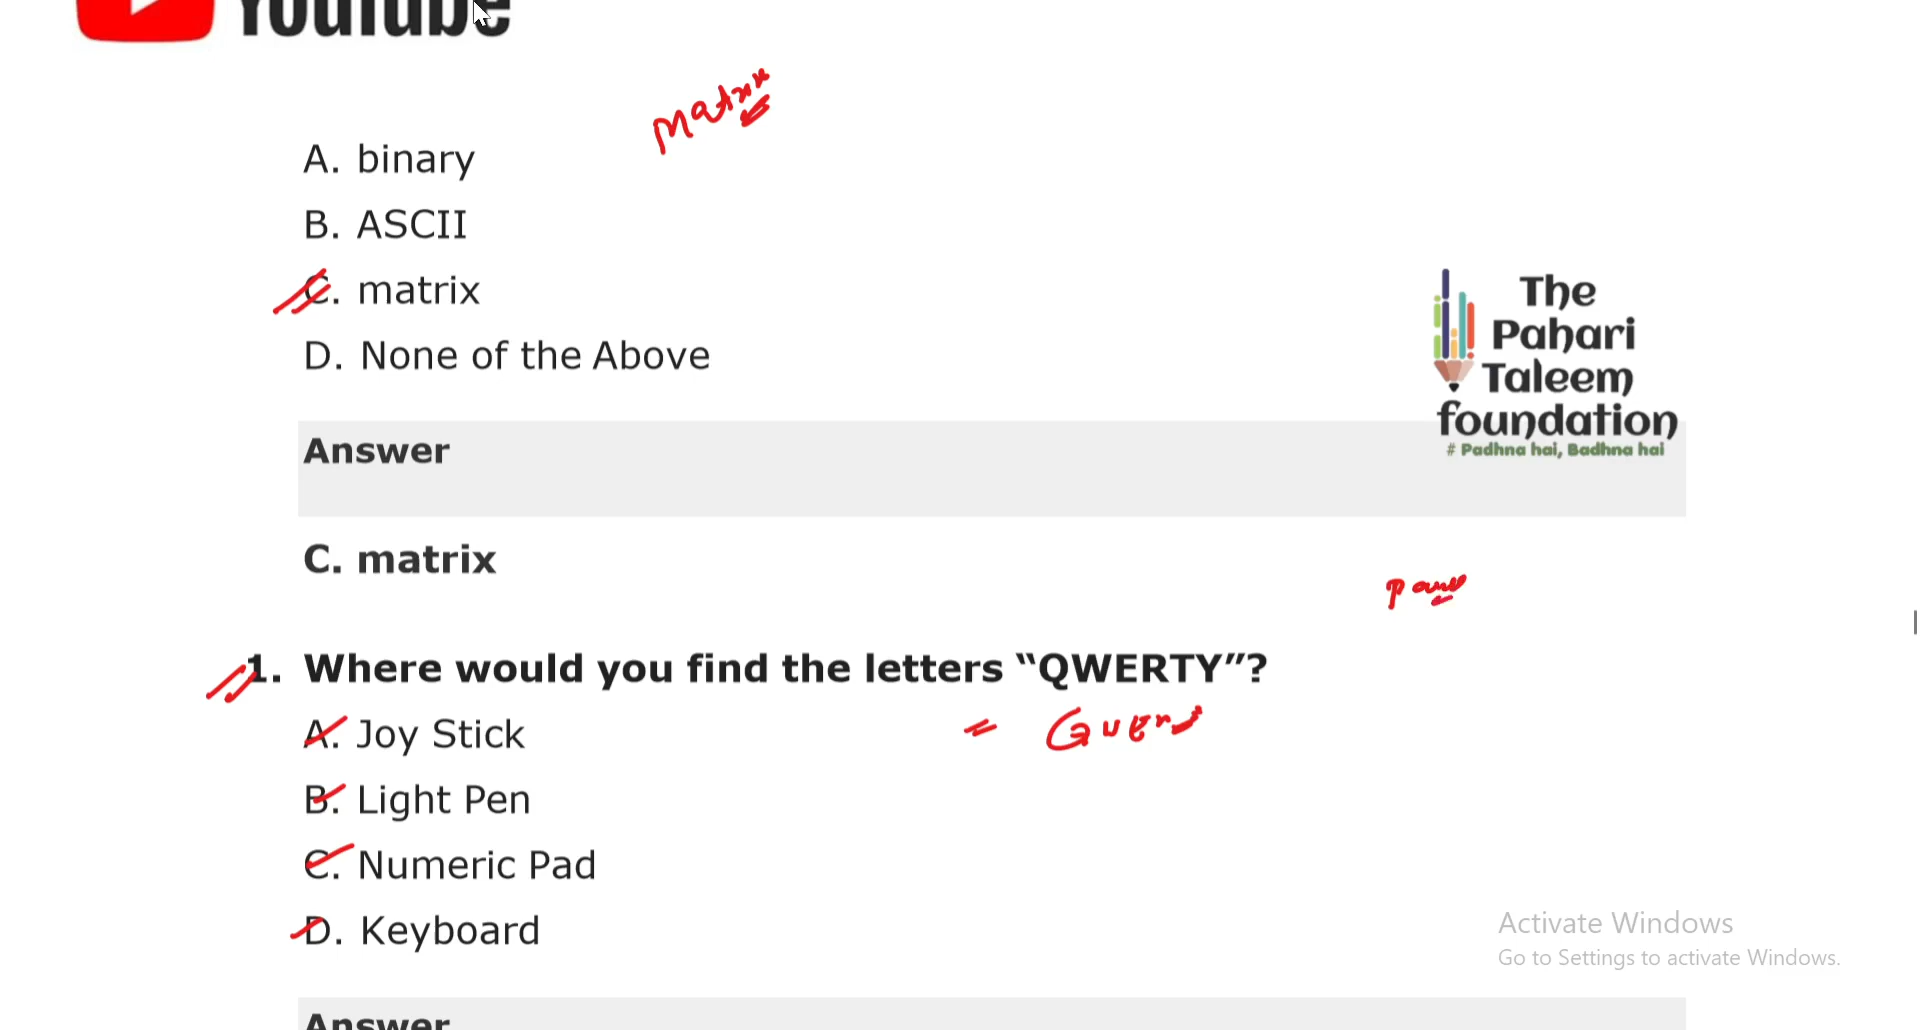 YouTube
Matrix
A. binary
B. ASCII
C. matrix
D. None of the Above
The
Pahari
Taleem
foundation
# Padhna hai, Badhna hai
Answer
C. matrix
1. Where would you find the letters “QWERTY”?
A. Joy Stick
B. Light Pen
C. Numeric Pad
D. Keyboard
Activate Windows
Go to Settings to activate Windows.
Answer